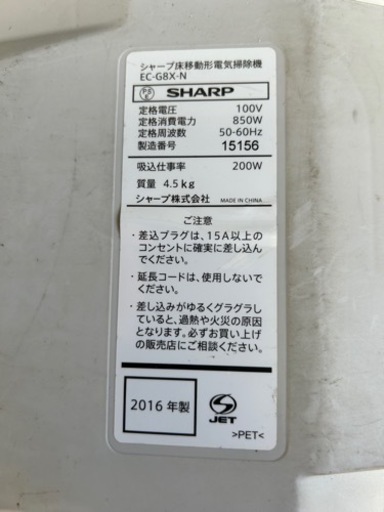 シャープ床移動形電気掃除機
EC-G8X-N
PS E SHARP
定格電圧 100V
定格消費電力 850W
定格周波数 50-60Hz
製造番号 15156
吸込仕事率 200W
質量 4.5kg
シャープ株式会社 MADE IN CHINA
ご注意
・差込プラグは、15A以上の
コンセントに確実に差し込ん
でください。
・延長コードは、使用しないで
ください。
・差し込みがゆるくグラグラ
していると、過熱や火災の原因
となります。必ずお買い上げ
の販売店にご相談ください。
2016年製
JET
>PET<